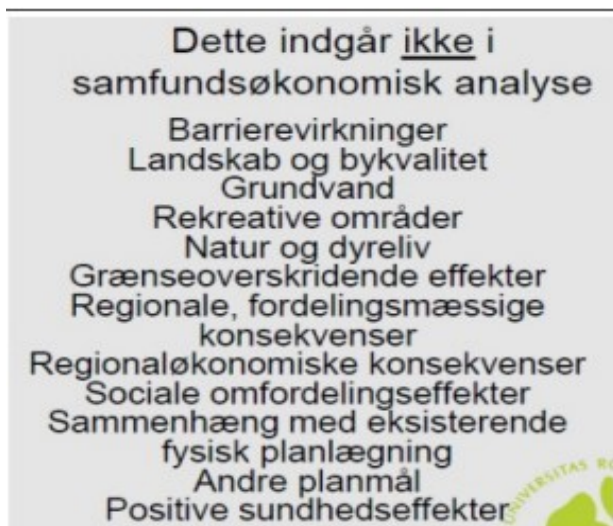 Dette indgår ikke i
samfundsøkonomisk analyse
Barrierevirkninger
Landskab og bykvalitet
Grundvand
Rekreative områder
Natur og dyreliv
Grænseoverskridende effekter
Regionale, fordelingsmæssige
konsekvenser
Regionaløkonomiske konsekvenser
Sociale omfordelingseffekter
Sammenhæng med eksisterende
fysisk planlægning
Andre planmål
Positive sundhedseffekter
UNIVERSITAS